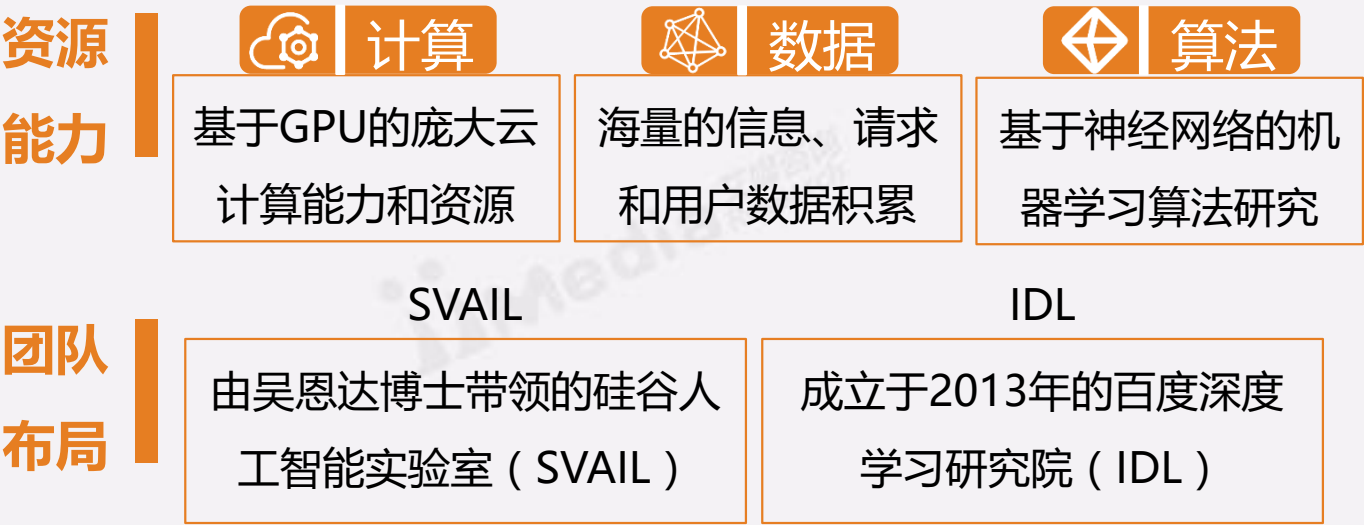 资源
能力
计算
数据
算法
基于GPU的庞大云
计算能力和资源
海量的信息、请求
和用户数据积累
基于神经网络的机
器学习算法研究
团队
布局
SVAIL
IDL
由吴恩达博士带领的硅谷人
工智能实验室（SVAIL）
成立于2013年的百度深度
学习研究院（IDL）
iiMedia